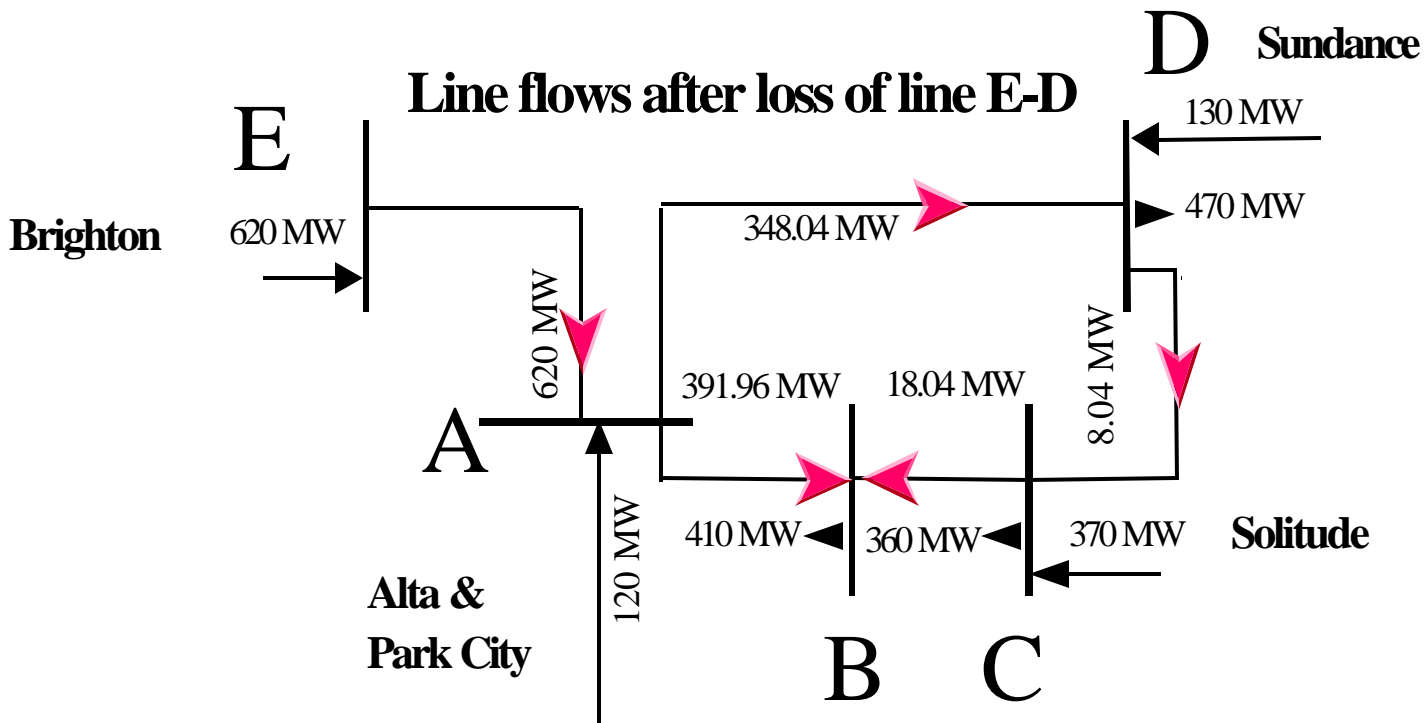 D Sundance
Line flows after loss of line E-D
E
130 MW
Brighton
620 MW
470 MW
348.04 MW
620 MW
8.04 MW
391.96 MW
18.04 MW
A
120 MW
410 MW
360 MW
370 MW
Solitude
Alta &
Park City
B
C